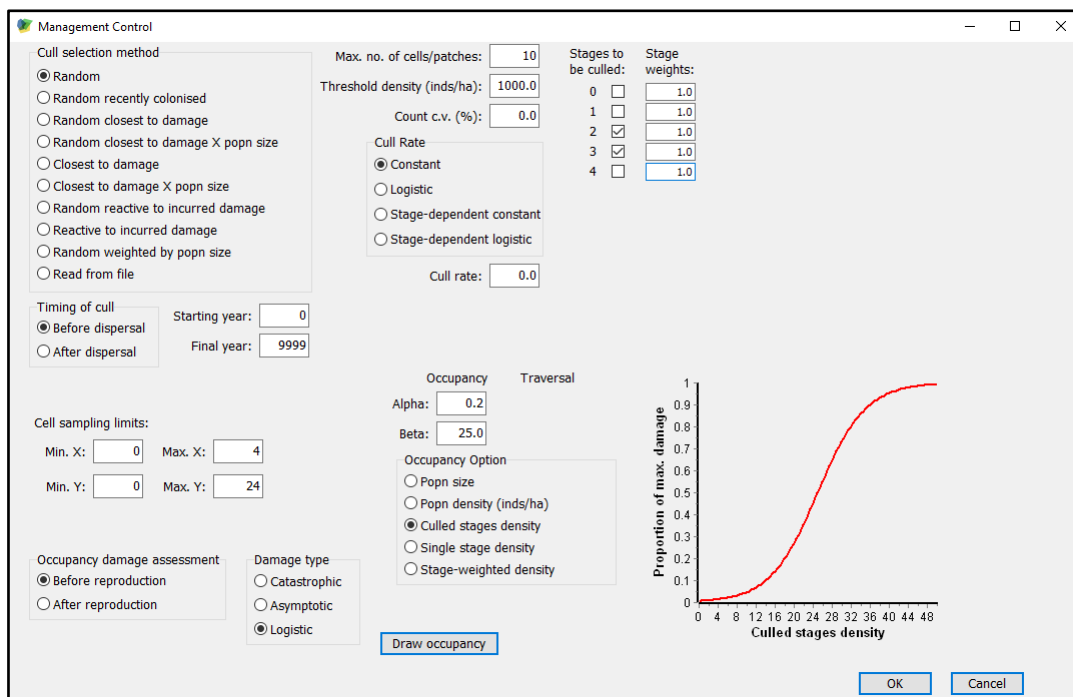 Management Control
Cull selection method
Random
Random recently colonised
Random closest to damage
Random closest to damage X popn size
Closest to damage
Closest to damage X popn size
Random reactive to incurred damage
Reactive to incurred damage
Random weighted by popn size
Read from file
Max. no. of cells/patches: 10
Threshold density (inds/ha): 1000.0
Count c.v. (%): 0.0
Cull Rate
Constant
Logistic
Stage-dependent constant
Stage-dependent logistic
Cull rate: 0.0
Stages to be culled: Stage weights:
0 1.0
1 1.0
2 1.0
3 1.0
4 1.0
Timing of cull
Before dispersal
After dispersal
Starting year: 0
Final year: 9999
Cell sampling limits:
Min. X: 0 Max. X: 4
Min. Y: 0 Max. Y: 24
Occupancy Traversal
Alpha: 0.2
Beta: 25.0
Occupancy Option
Popn size
Popn density (inds/ha)
Culled stages density
Single stage density
Stage-weighted density
Occupancy damage assessment
Before reproduction
After reproduction
Damage type
Catastrophic
Asymptotic
Logistic
Draw occupancy
Proportion of max. damage
1
0.9
0.8
0.7
0.6
0.5
0.4
0.3
0.2
0.1
0
0 4 8 12 16 20 24 28 32 36 40 44 48
Culled stages density
OK Cancel